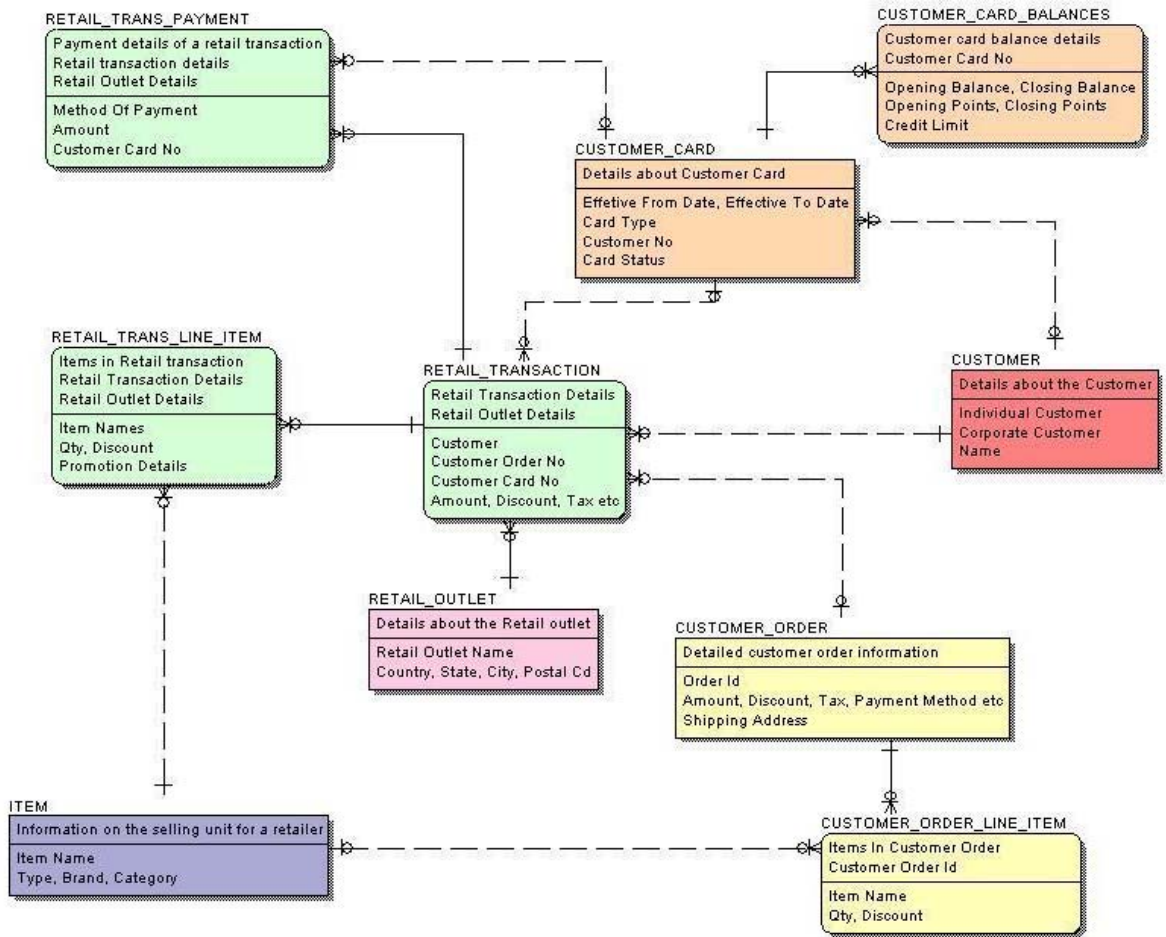 RETAIL_TRANS_PAYMENT
Payment details of a retail transaction
Retail transaction details
Retail Outlet Details
Method Of Payment
Amount
Customer Card No
CUSTOMER_CARD_BALANCES
Customer card balance details
Customer Card No
Opening Balance, Closing Balance
Opening Points, Closing Points
Credit Limit
CUSTOMER_CARD
Details about Customer Card
Effetive From Date, Effective To Date
Card Type
Customer No
Card Status
RETAIL_TRANS_LINE_ITEM
Items in Retail transaction
Retail Transaction Details
Retail Outlet Details
Item Names
Qty, Discount
Promotion Details
RETAIL_TRANSACTION
Retail Transaction Details
Retail Outlet Details
Customer
Customer Order No
Customer Card No
Amount, Discount, Tax etc
CUSTOMER
Details about the Customer
Individual Customer
Corporate Customer
Name
RETAIL_OUTLET
Details about the Retail outlet
Retail Outlet Name
Country, State, City, Postal Cd
CUSTOMER_ORDER
Detailed customer order information
Order Id
Amount, Discount, Tax, Payment Method etc
Shipping Address
ITEM
Information on the selling unit for a retailer
Item Name
Type, Brand, Category
CUSTOMER_ORDER_LINE_ITEM
Items In Customer Order
Customer Order Id
Item Name
Qty, Discount